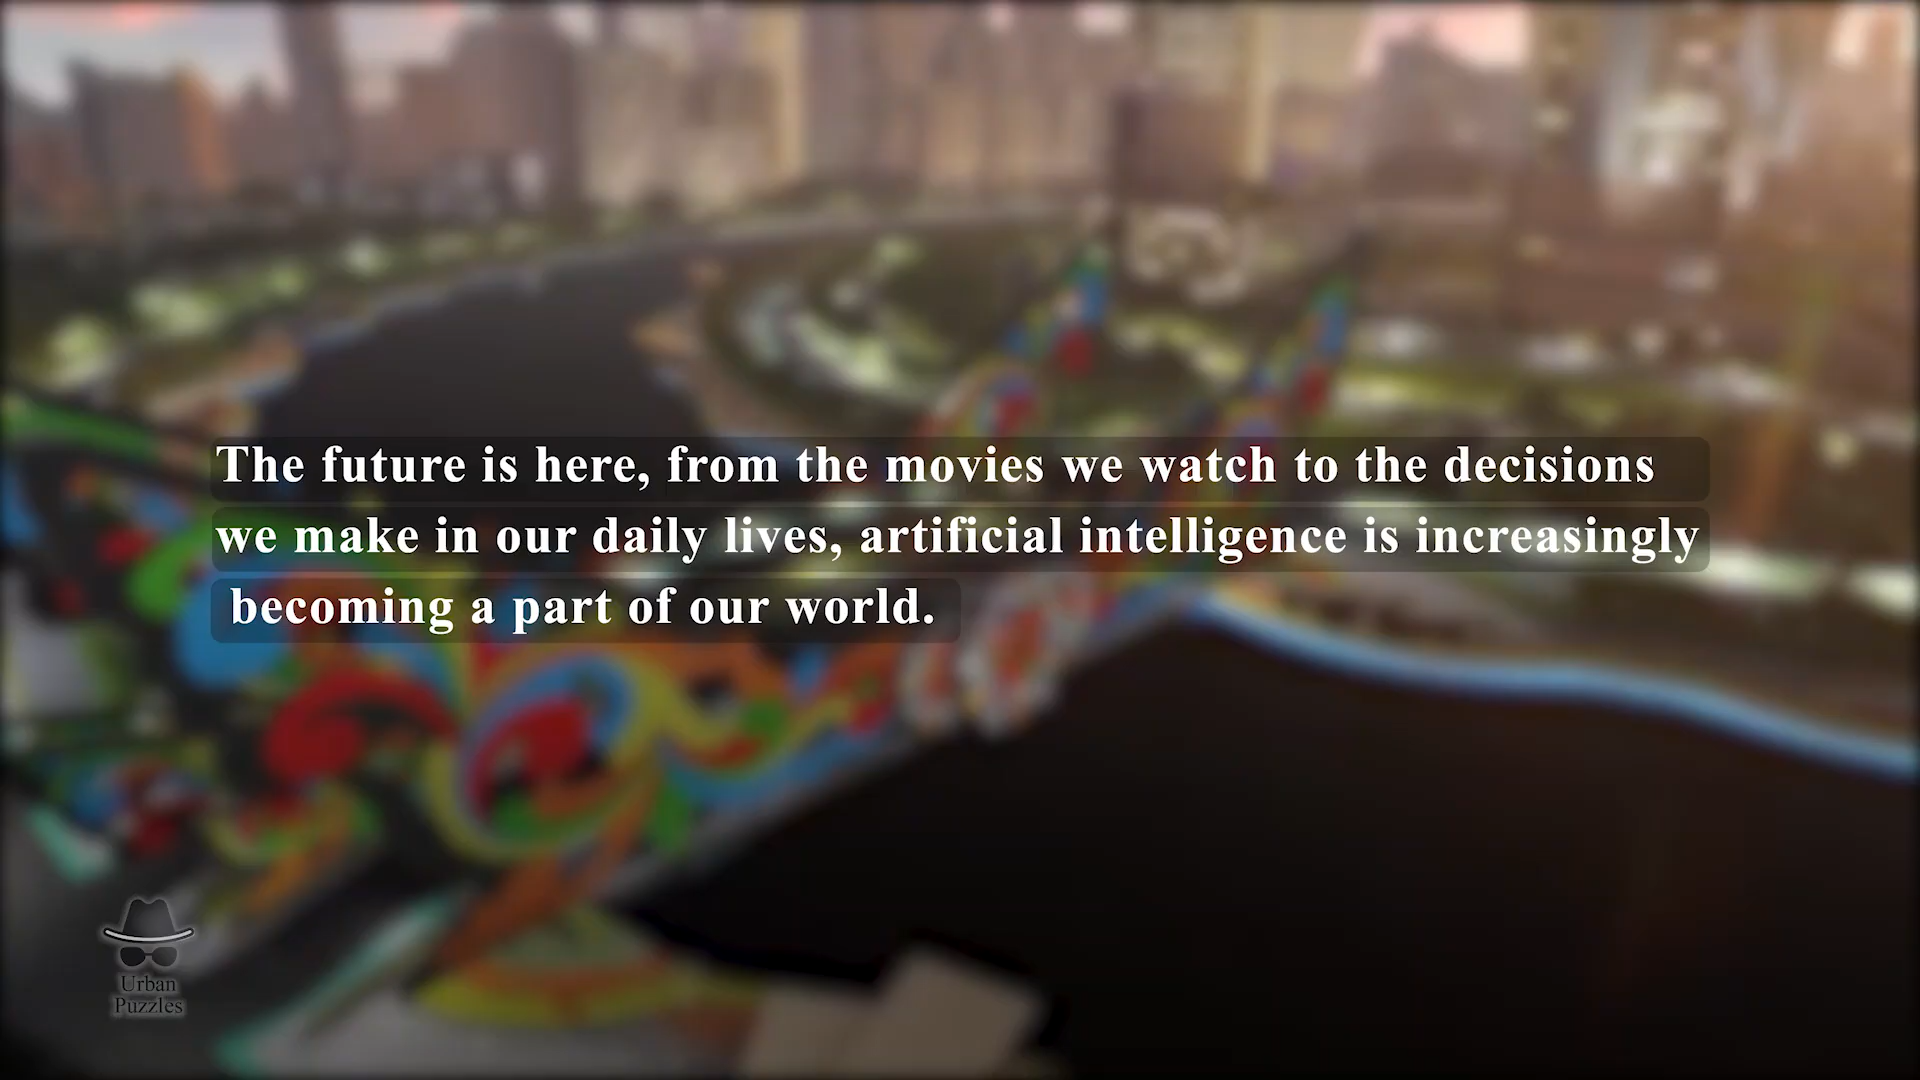 The future is here, from the movies we watch to the decisions
we make in our daily lives, artificial intelligence is increasingly
becoming a part of our world.
Urban
Puzzles